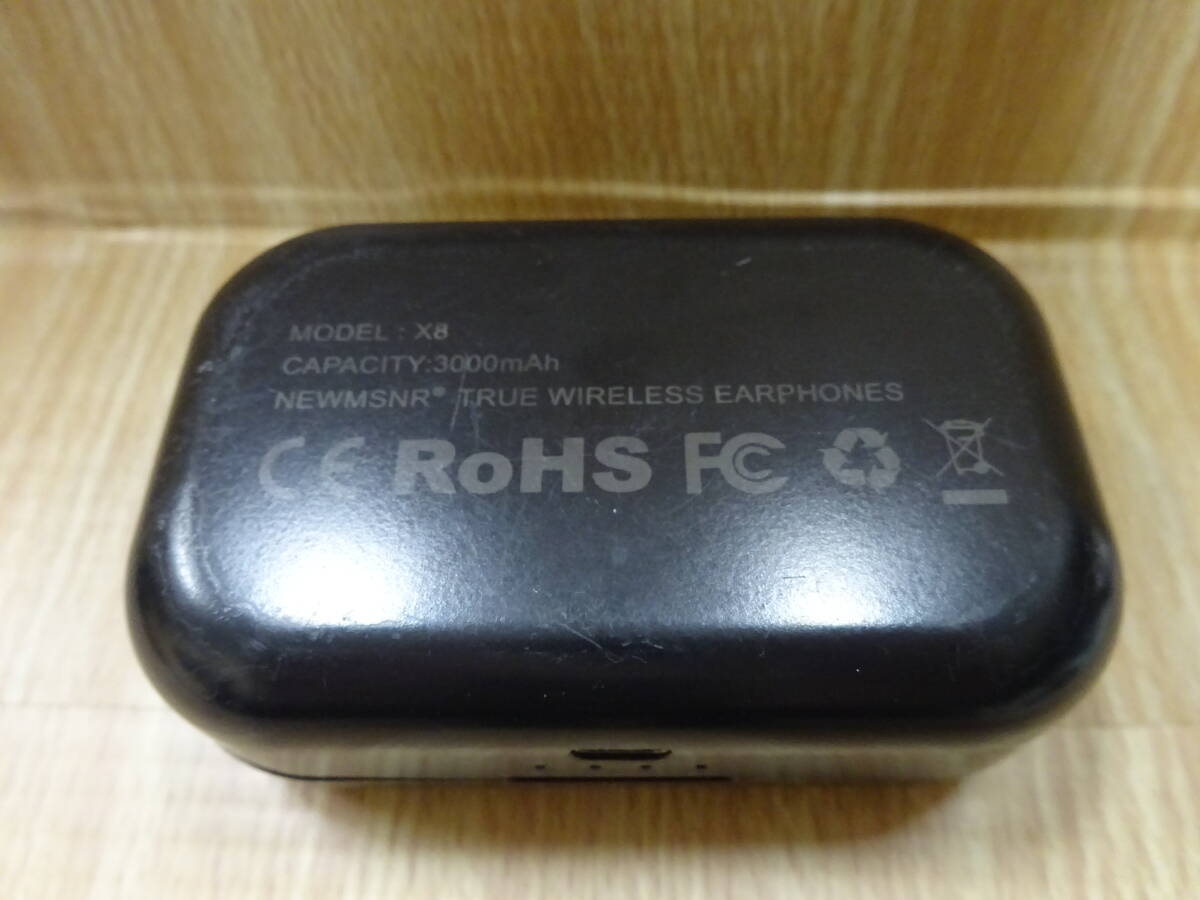 MODEL : X8
CAPACITY:3000mAh
NEWMSNR® TRUE WIRELESS EARPHONES
CE RoHS FC